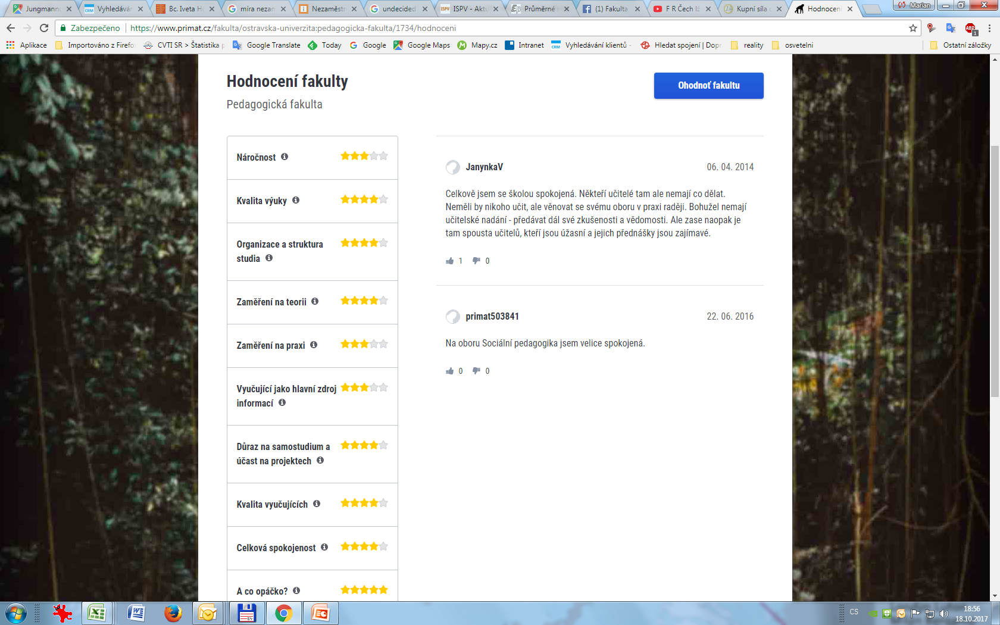 Jungmann
Vyhledávár
Bc. Iveta H
míra nezan
Nezaměstr
undecided
ISPV - Aktu
Průměrné
(1) Fakulta
F R Čech lž
Kupní síla
Hodnocení
Marian
Zabezpečeno
https://www.primat.cz/fakulta/ostravska-univerzita:pedagogicka-fakulta/1734/hodnoceni
ABP
1
Aplikace
Importováno z Firefo
CVTI SR > Štatistika p
Google Translate
Today
Google
Google Maps
Mapy.cz
Intranet
CRM
Vyhledávání klientů -
Hledat spojení | Dopr
reality
osvetelni
Ostatní záložky
Hodnocení fakulty
Pedagogická fakulta
Ohodnoť fakultu
Náročnost
Kvalita výuky
Organizace a struktura
studia
Zaměření na teorii
Zaměření na praxi
Vyučující jako hlavní zdroj
informací
Důraz na samostudium a
účast na projektech
Kvalita vyučujících
Celková spokojenost
A co opáčko?
JanynkaV
06. 04. 2014
Celkově jsem se školou spokojená. Někteří učitelé tam ale nemají co dělat.
Neměli by nikoho učit, ale věnovat se svému oboru v praxi raději. Bohužel nemají
učitelské nadání - předávat dál své zkušenosti a vědomosti. Ale zase naopak je
tam spousta učitelů, kteří jsou úžasní a jejich přednášky jsou zajímavé.
1 0
primat503841
22. 06. 2016
Na oboru Sociální pedagogika jsem velice spokojená.
0 0
CS
18:56
18.10.2017